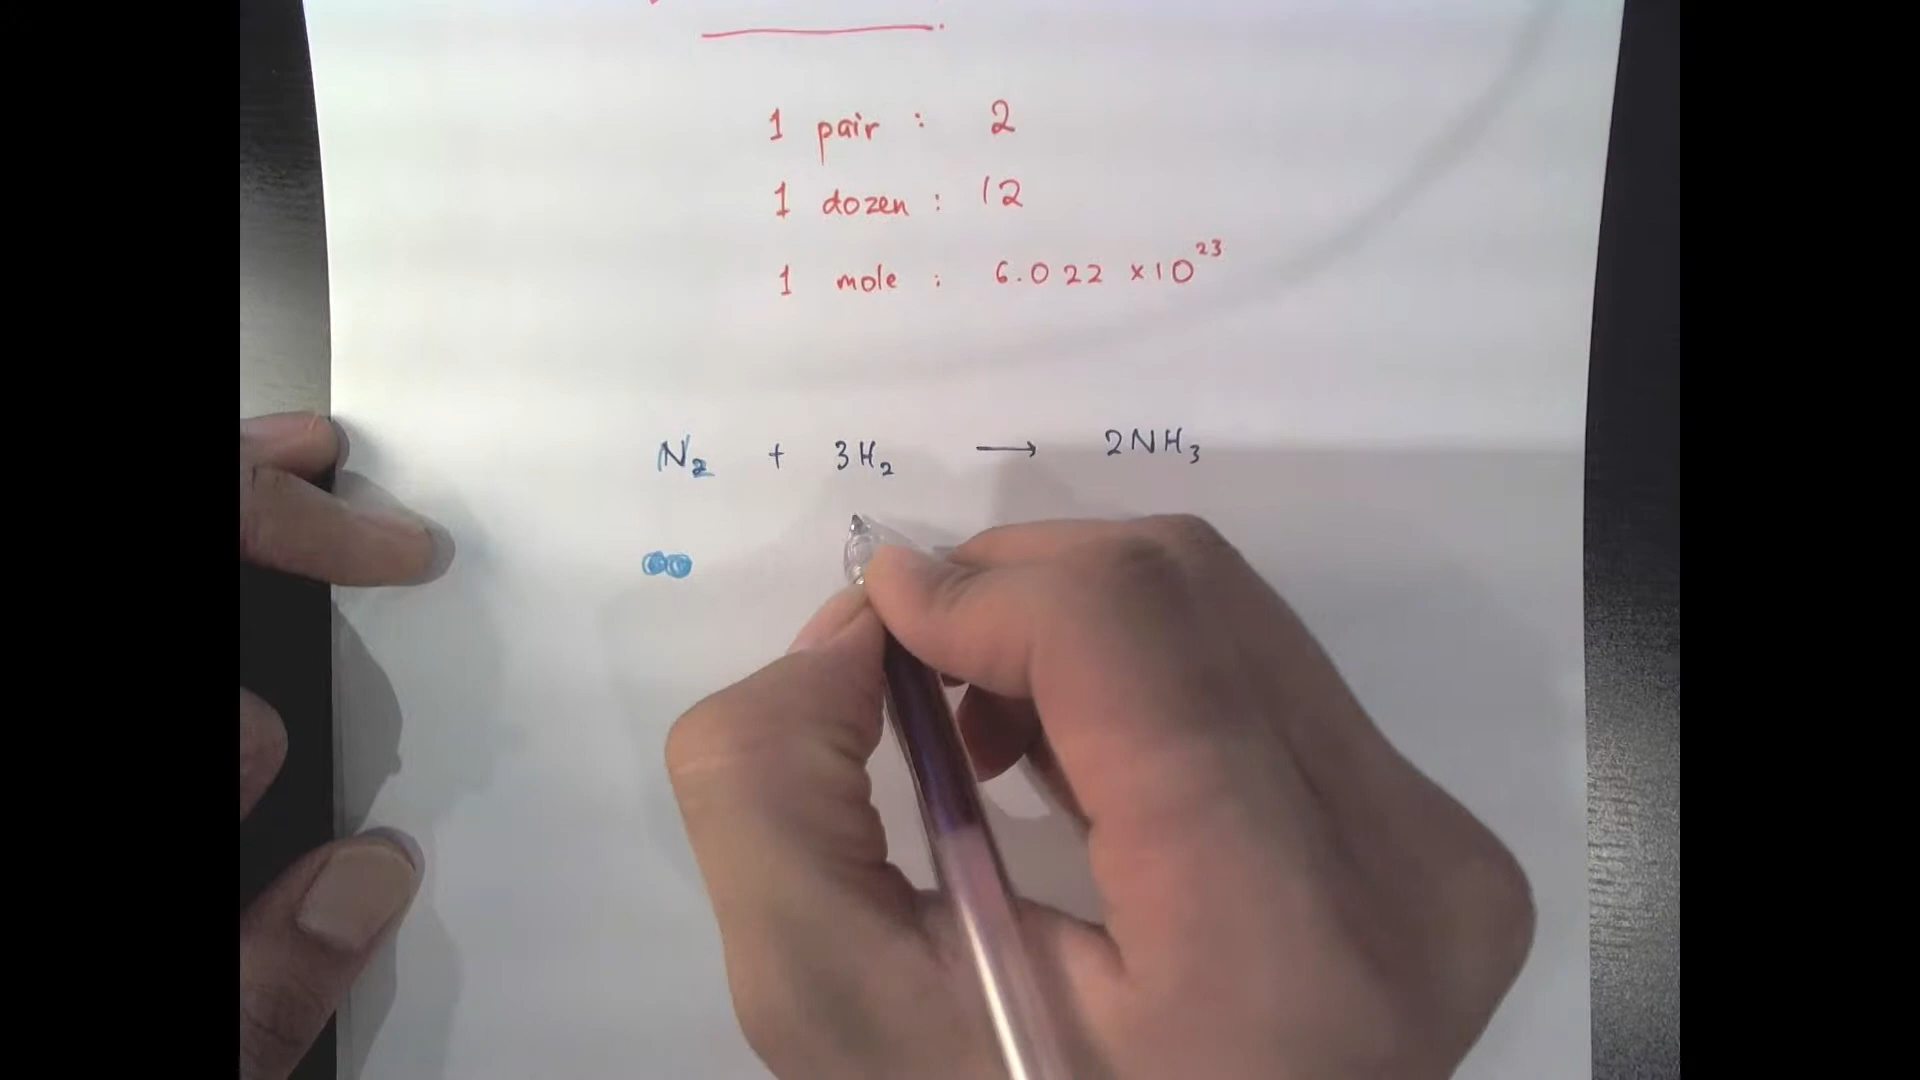 1 pair : 2
1 dozen : 12
1 mole : 6.022 ×10²³
N₂ + 3H₂ → 2NH₃